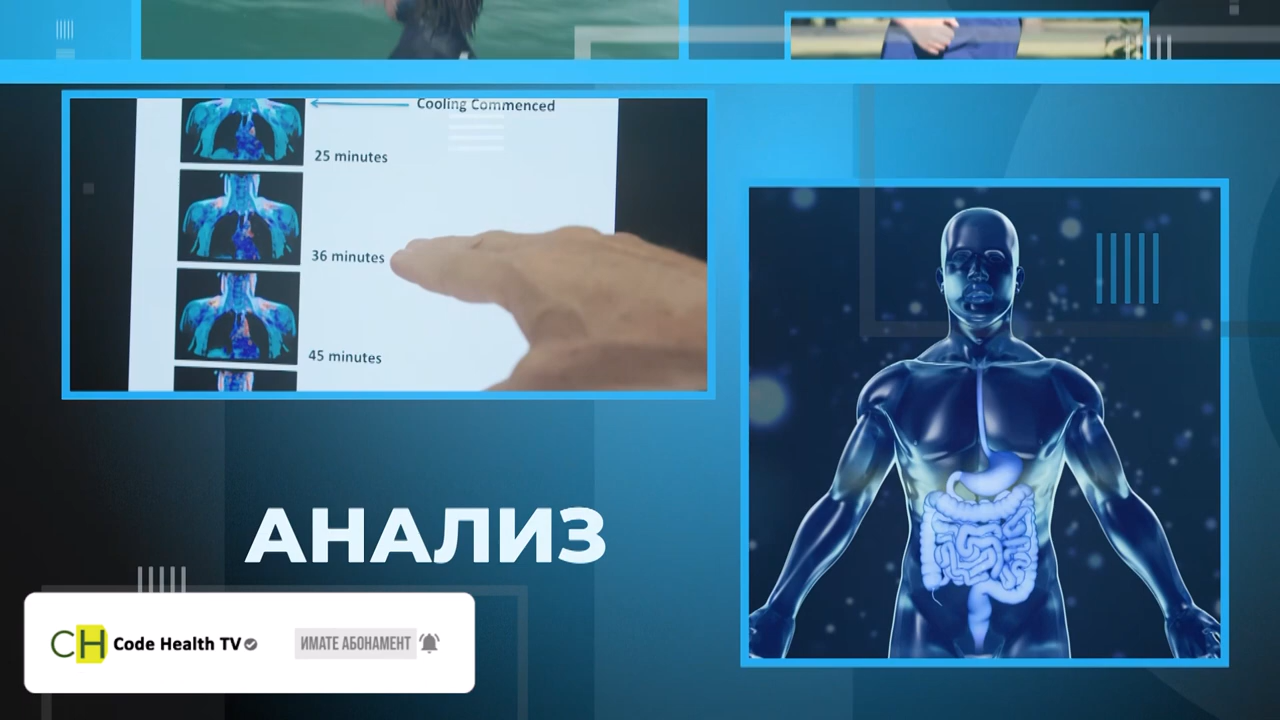 Cooling Commenced
25 minutes
36 minutes
45 minutes
АНАЛИЗ
CH Code Health TV
ИМАТЕ АБОНАМЕНТ